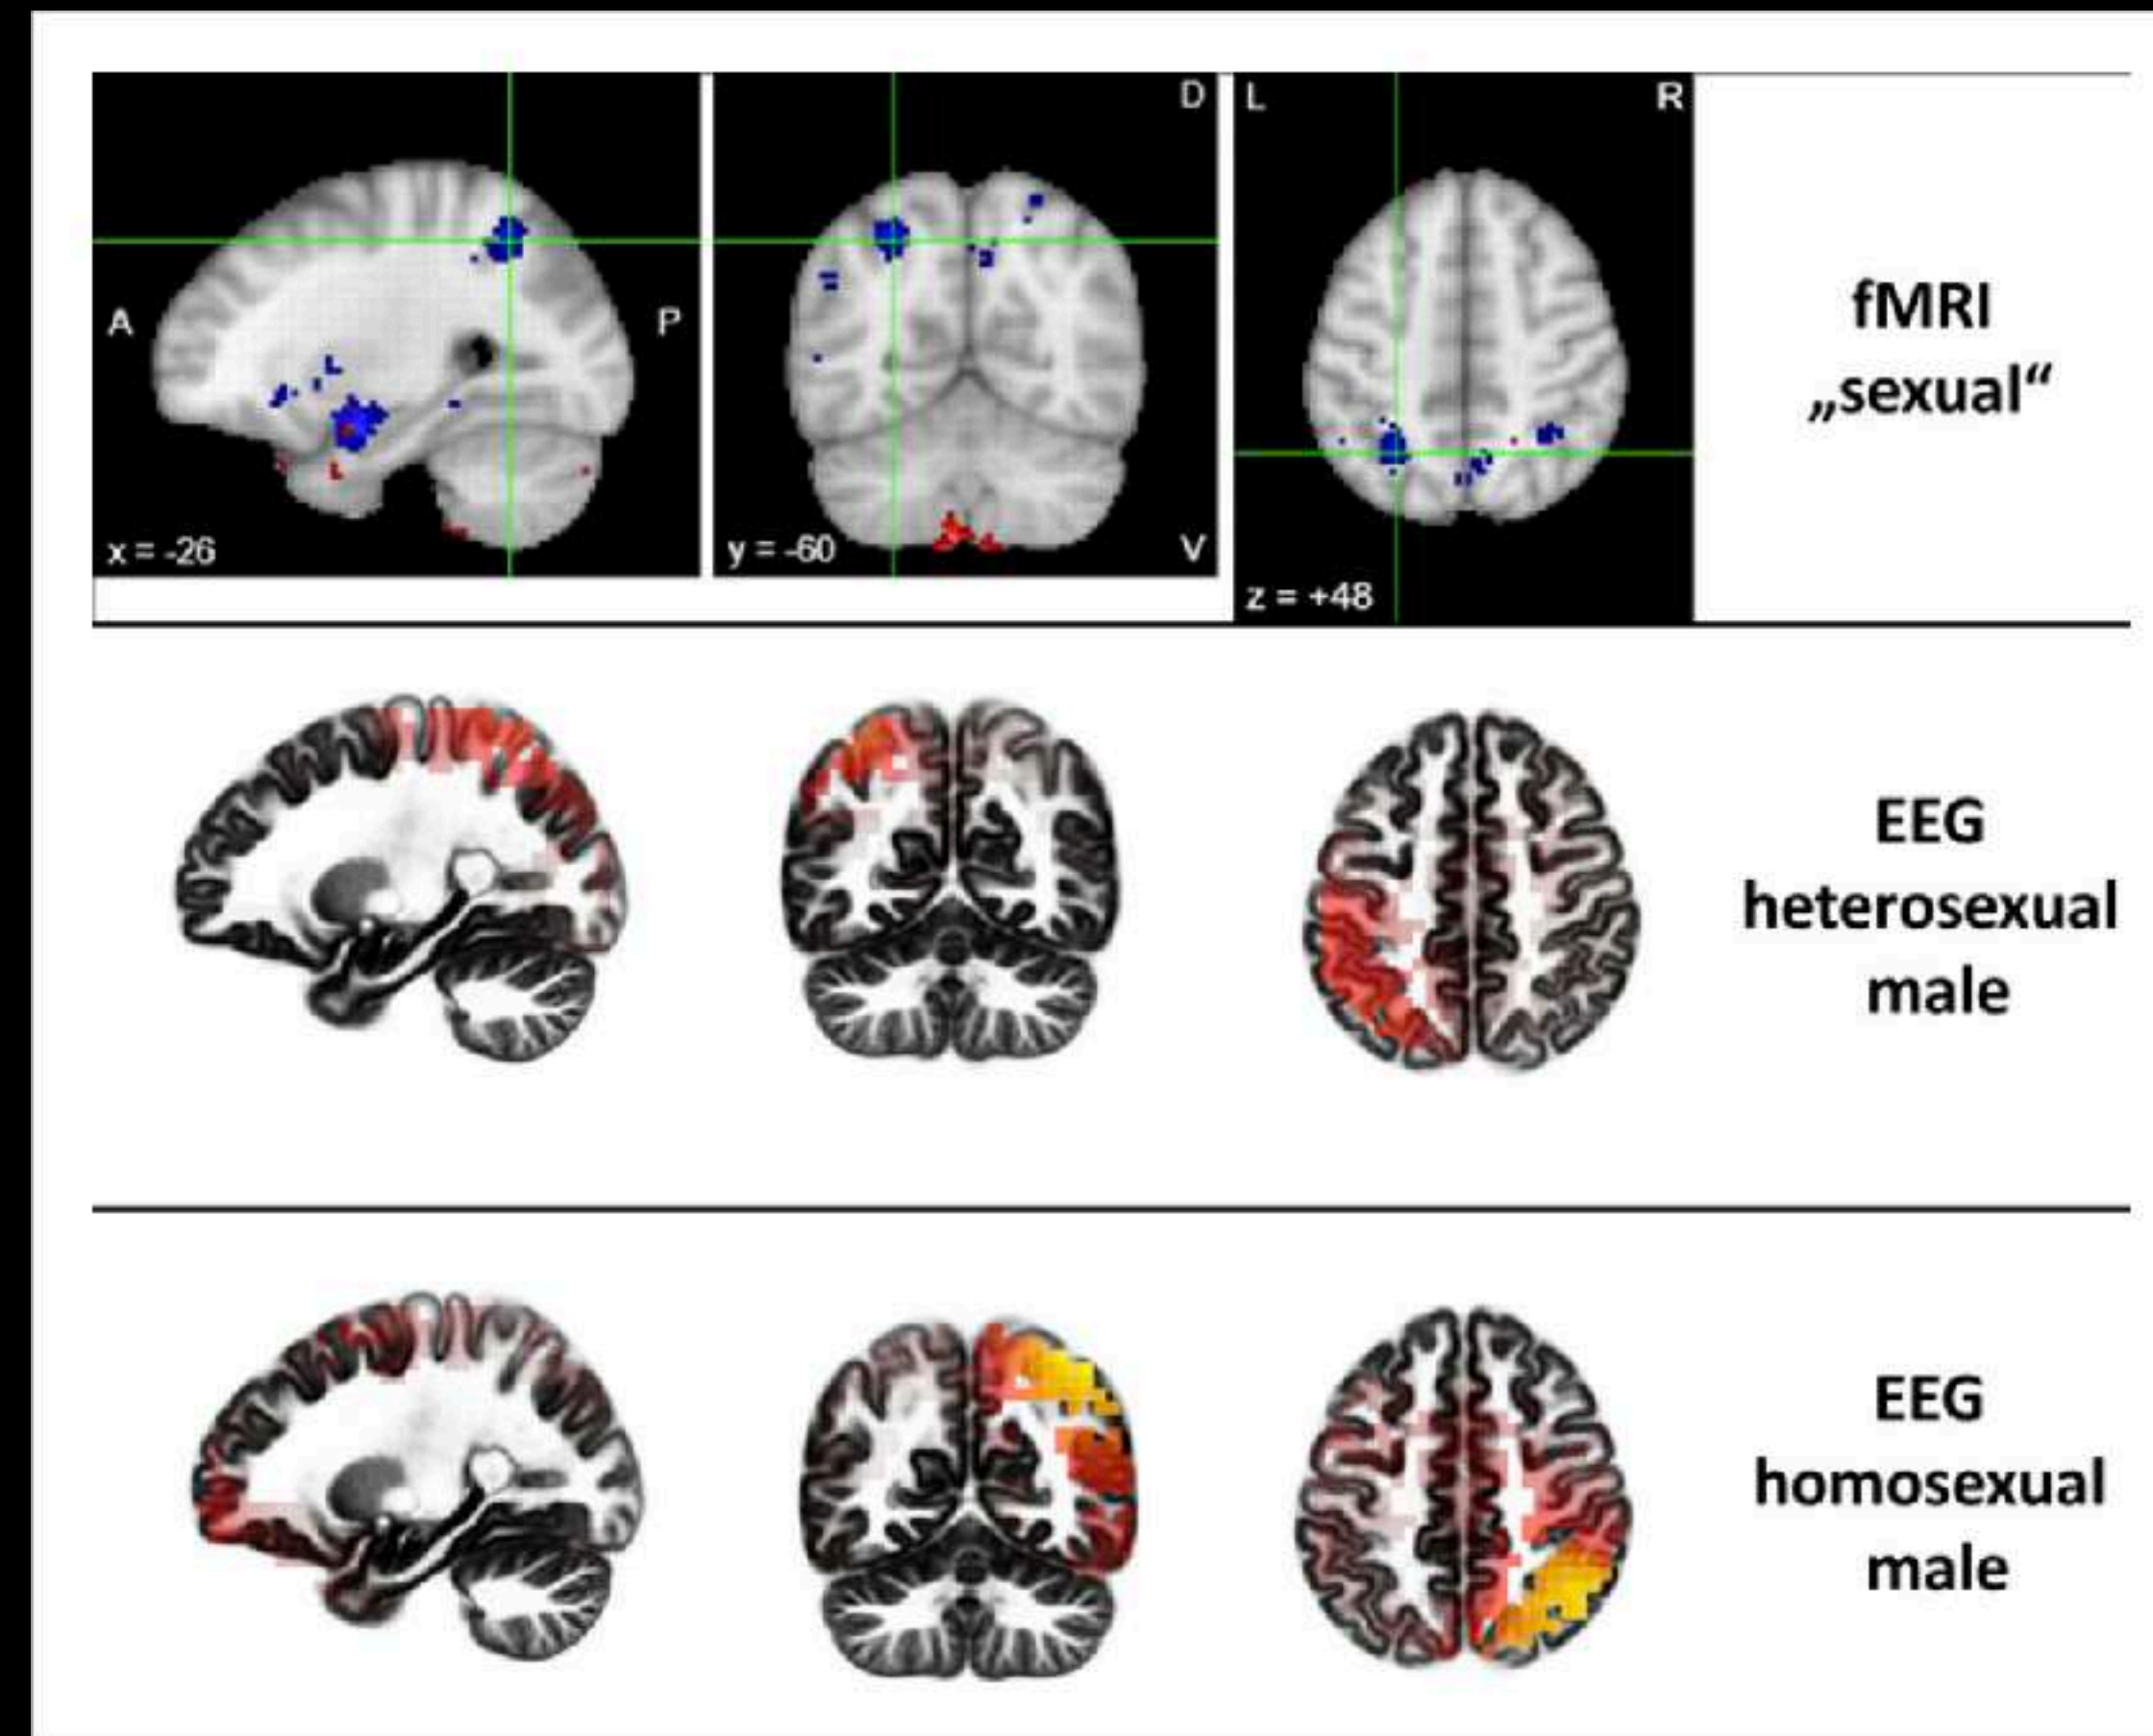 D
L
R
A
P
x = -26
y = -60
V
z = +48
fMRI
„sexual“
EEG
heterosexual
male
EEG
homosexual
male